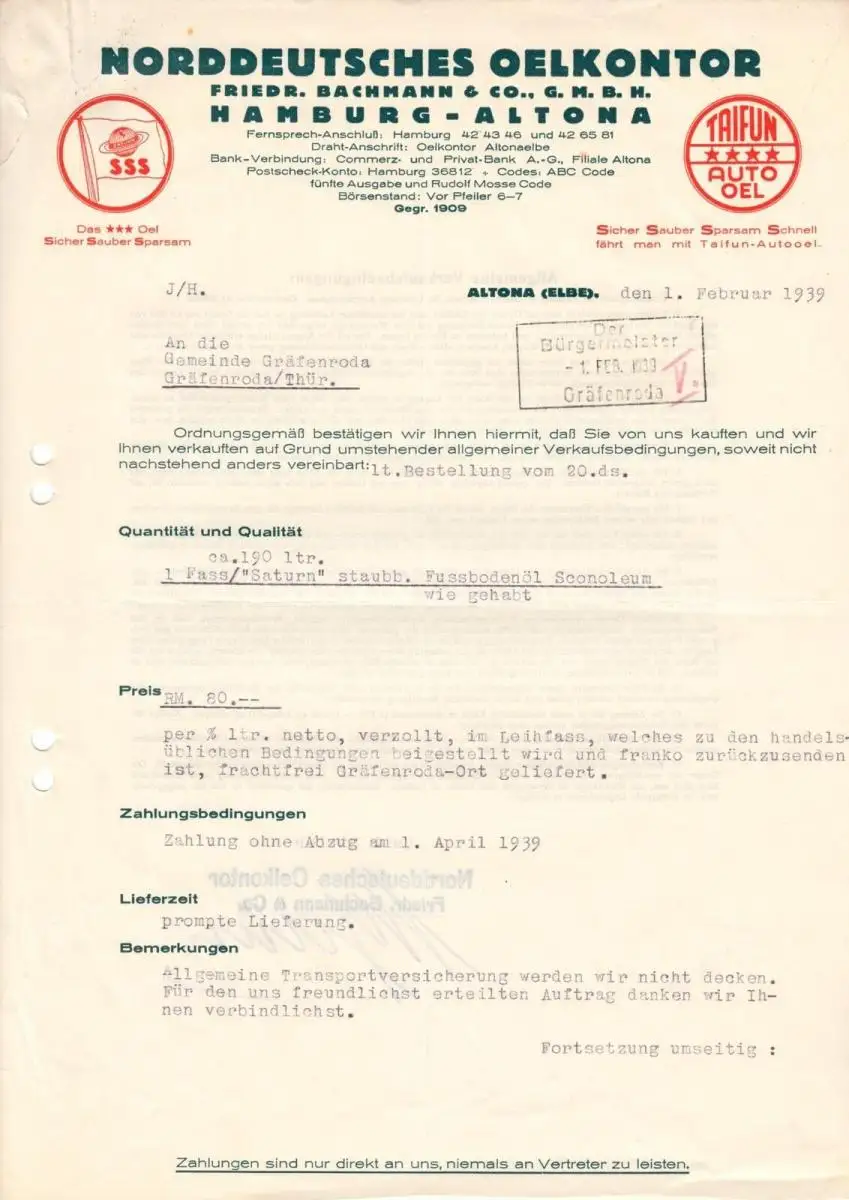 NORDDEUTSCHES OELKONTOR
FRIEDR. BACHMANN & CO., G. M. B. H.
HAMBURG-ALTONA
Fernsprech-Anschluß: Hamburg 42 43 46 und 42 65 81
Draht-Anschrift: Oelkontor Altonaelbe
Bank-Verbindung: Commerz- und Privat-Bank A.-G., Filiale Altona
Postscheck-Konto: Hamburg 36812 + Codes: ABC Code
fünfte Ausgabe und Rudolf Mosse Code
Börsenstand: Vor Pfeiler 6-7
Gegr. 1909
SSS
Das ★★★ Oel
Sicher Sauber Sparsam
TAIFUN
★★★★
AUTO
OEL
Sicher Sauber Sparsam Schnell
fährt man mit Taifun-Autooel.
J/H.
ALTONA (ELBE), den 1. Februar 1939
An die
Gemeinde Gräfenroda
Gräfenroda/Thür.
Der
Bürgermeister
- 1. FEB. 1939
Gräfenroda
Ordnungsgemäß bestätigen wir Ihnen hiermit, daß Sie von uns kauften und wir
Ihnen verkauften auf Grund umstehender allgemeiner Verkaufsbedingungen, soweit nicht
nachstehend anders vereinbart: lt. Bestellung vom 20.ds.
Quantität und Qualität
ca.190 ltr.
1 Fass/"Saturn" staubb. Fussbodenöl Sconoleum
wie gehabt
Preis RM. 80.--
per % ltr. netto, verzollt, im Leihfass, welches zu den handels-
üblichen Bedingungen beigestellt wird und franko zurückzusenden
ist, frachtfrei Gräfenroda-Ort geliefert.
Zahlungsbedingungen
Zahlung ohne Abzug am 1. April 1939
Lieferzeit
prompte Lieferung.
Bemerkungen
Allgemeine Transportversicherung werden wir nicht decken.
Für den uns freundlichst erteilten Auftrag danken wir Ih-
nen verbindlichst.
Fortsetzung umseitig :
Zahlungen sind nur direkt an uns, niemals an Vertreter zu leisten.